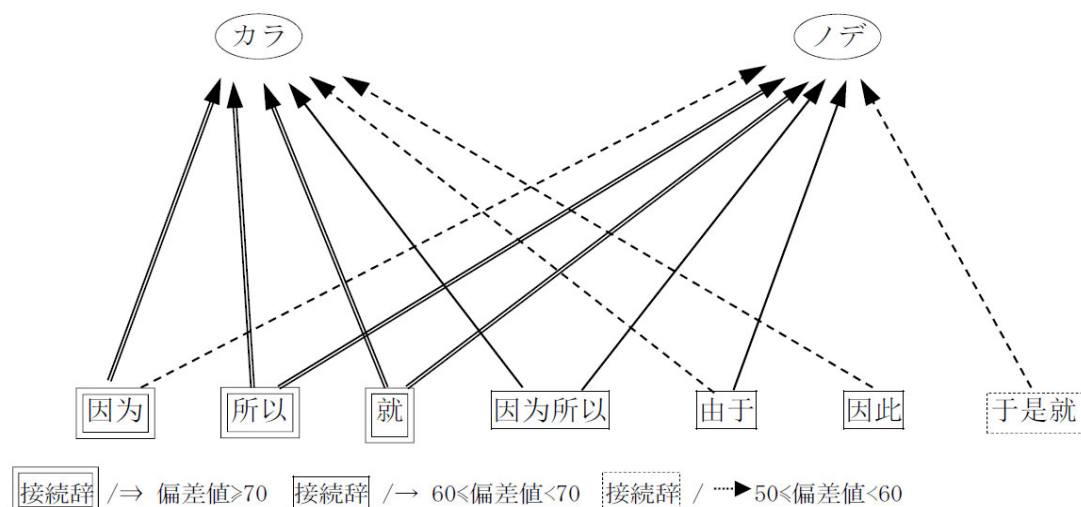 カラ ノデ
因为 所以 就 因为所以 由于 因此 于是就
接続辞 /⇒ 偏差値≥70 接続辞 /→ 60≤偏差値<70 接続辞 / ⇢50≤偏差値<60